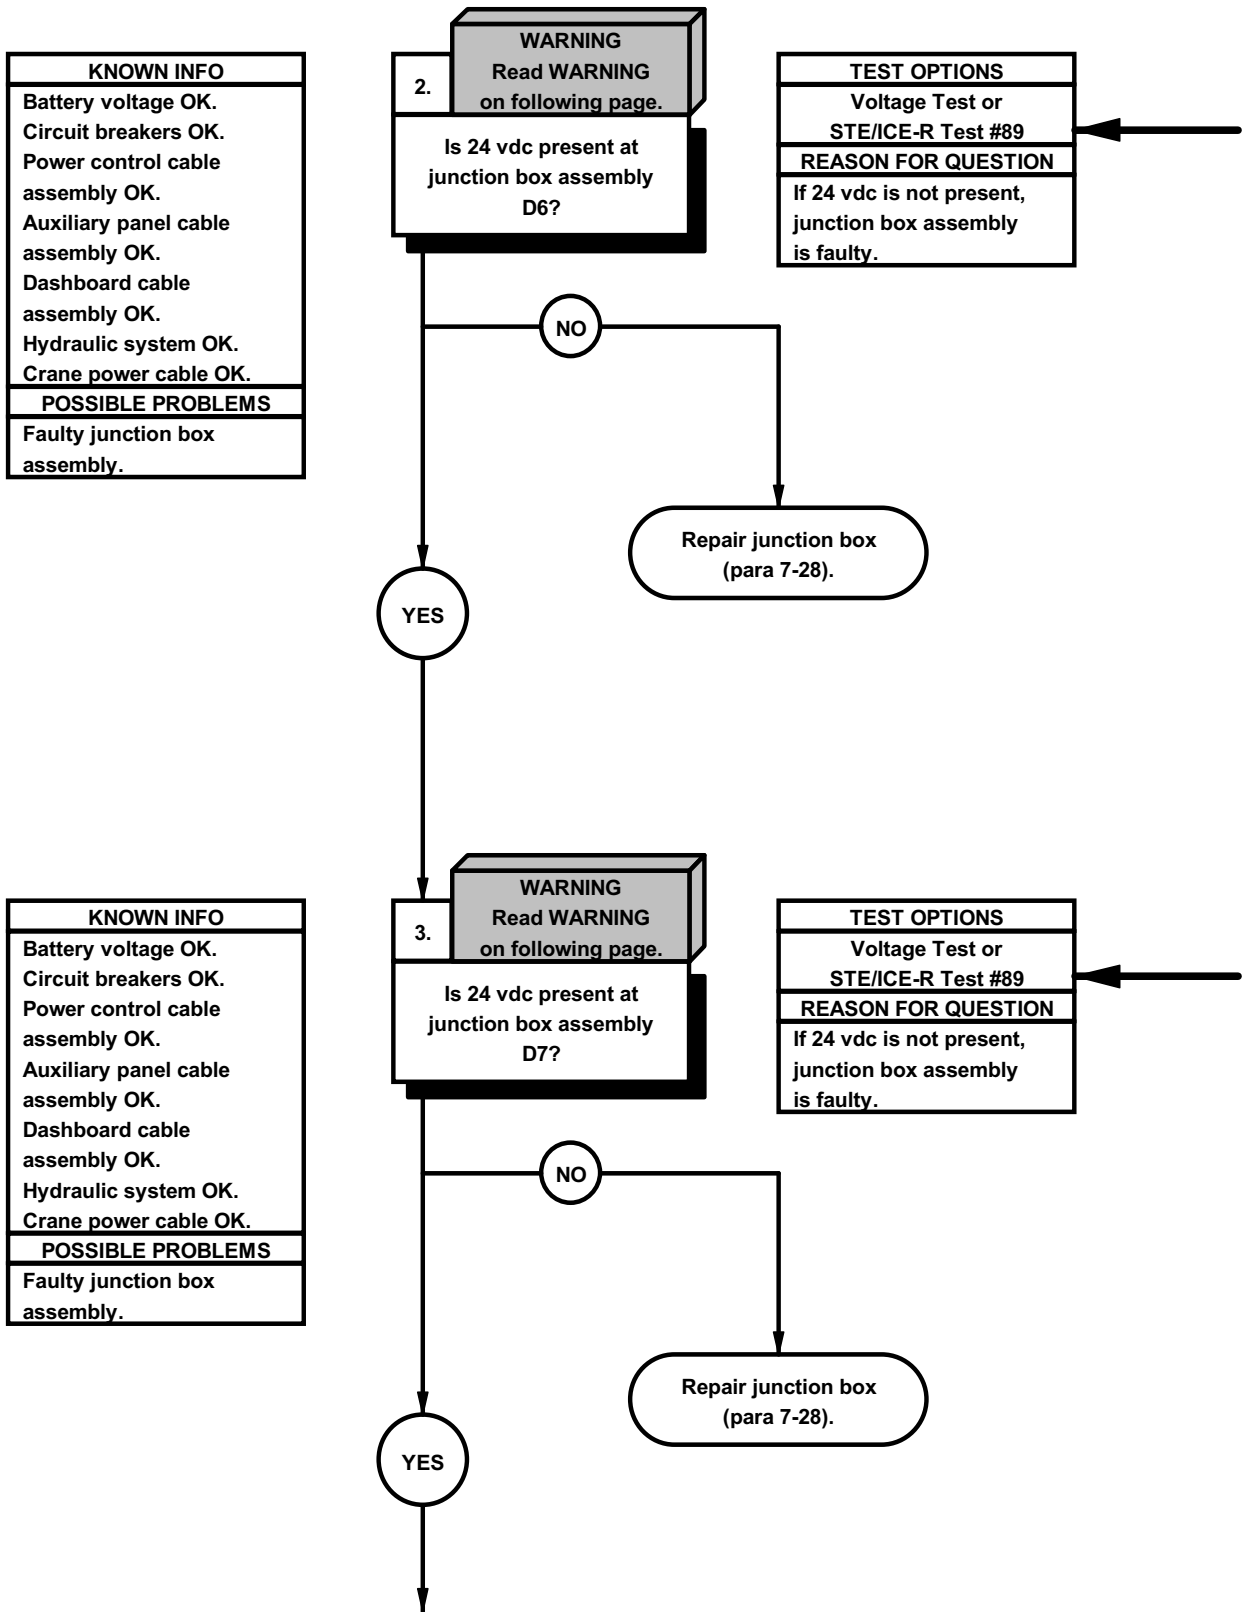 KNOWN INFO
Battery voltage OK.
Circuit breakers OK.
Power control cable
assembly OK.
Auxiliary panel cable
assembly OK.
Dashboard cable
assembly OK.
Hydraulic system OK.
Crane power cable OK.
POSSIBLE PROBLEMS
Faulty junction box
assembly.
2.
WARNING
Read WARNING
on following page.
Is 24 vdc present at
junction box assembly
D6?
TEST OPTIONS
Voltage Test or
STE/ICE-R Test #89
REASON FOR QUESTION
If 24 vdc is not present,
junction box assembly
is faulty.
NO
Repair junction box
(para 7-28).
YES
KNOWN INFO
Battery voltage OK.
Circuit breakers OK.
Power control cable
assembly OK.
Auxiliary panel cable
assembly OK.
Dashboard cable
assembly OK.
Hydraulic system OK.
Crane power cable OK.
POSSIBLE PROBLEMS
Faulty junction box
assembly.
3.
WARNING
Read WARNING
on following page.
Is 24 vdc present at
junction box assembly
D7?
TEST OPTIONS
Voltage Test or
STE/ICE-R Test #89
REASON FOR QUESTION
If 24 vdc is not present,
junction box assembly
is faulty.
NO
Repair junction box
(para 7-28).
YES